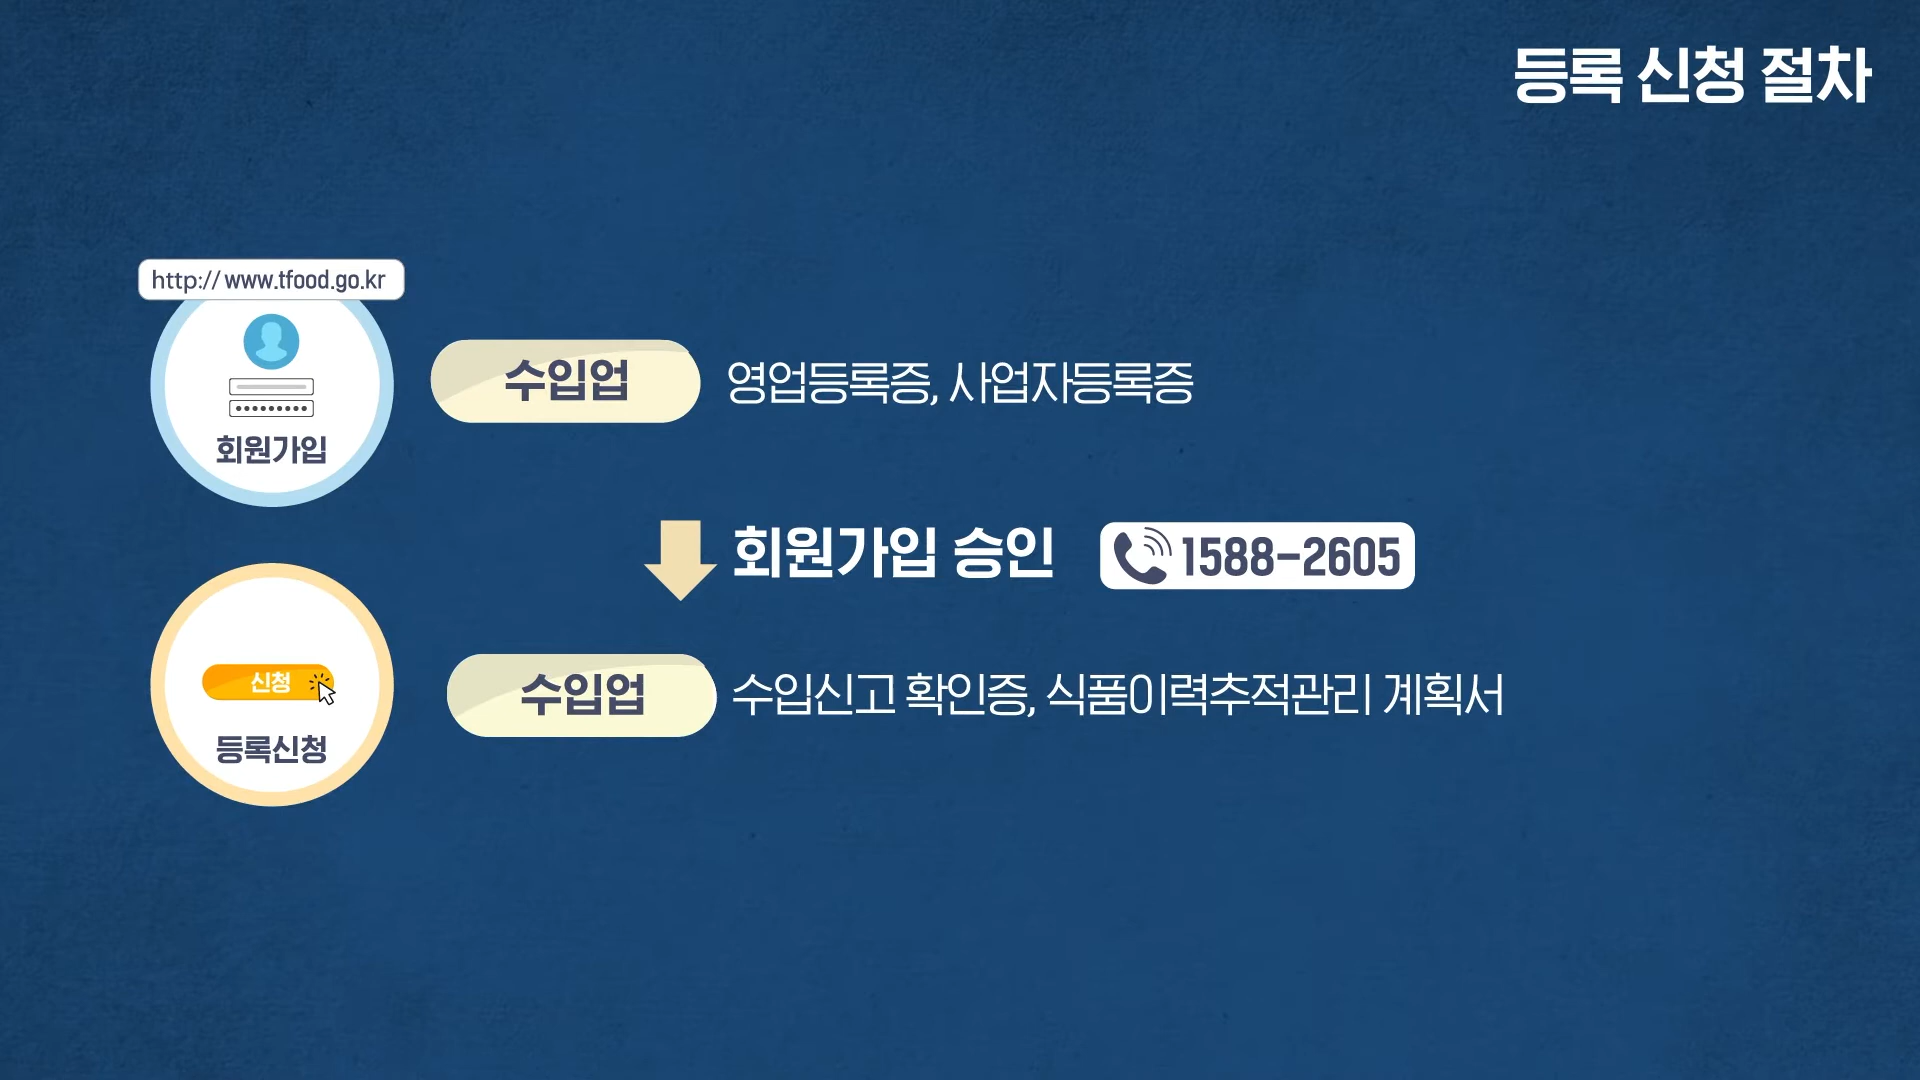 등록 신청 절차
http://www.tfood.go.kr
회원가입
수입업 영업등록증, 사업자등록증
회원가입 승인 1588-2605
신청
등록신청
수입업 수입신고 확인증, 식품이력추적관리 계획서